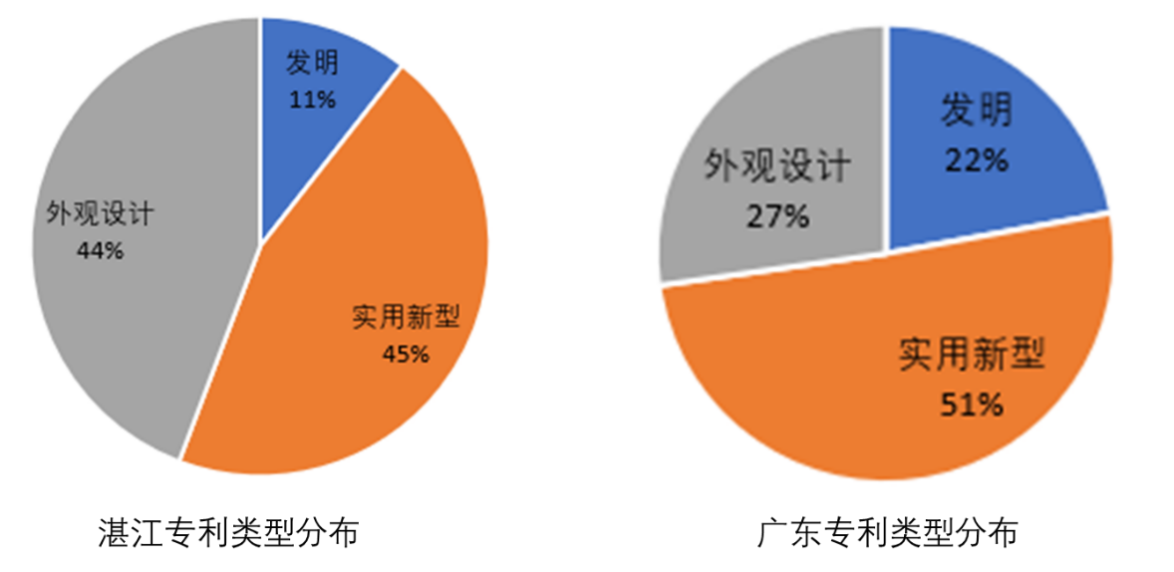 发明
11%
外观设计
44%
实用新型
45%
湛江专利类型分布
发明
22%
外观设计
27%
实用新型
51%
广东专利类型分布